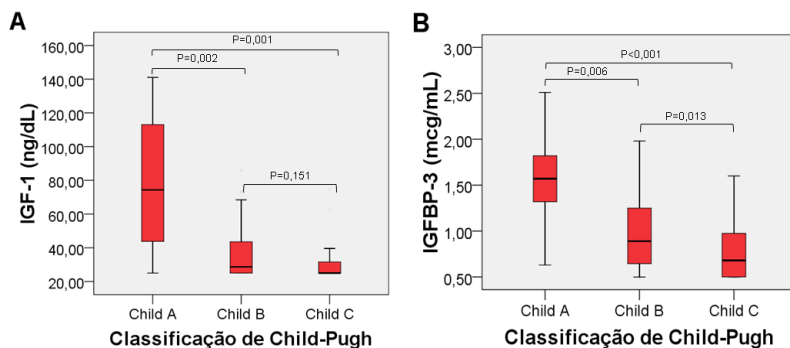 A
IGF-1 (ng/dL)
160,00
140,00
120,00
100,00
80,00
60,00
40,00
20,00
P=0,001
P=0,002
P=0,151
Child A
Child B
Child C
Classificação de Child-Pugh
B
IGFBP-3 (mcg/mL)
3,00
2,50
2,00
1,50
1,00
0,50
P<0,001
P=0,006
P=0,013
Child A
Child B
Child C
Classificação de Child-Pugh